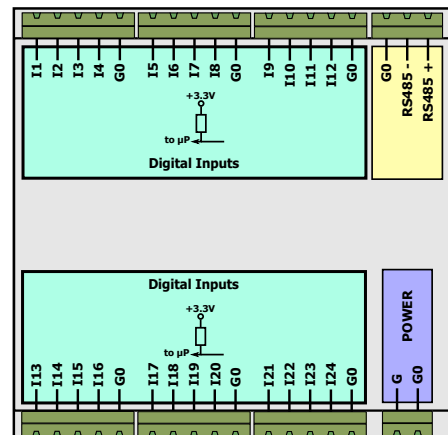 I1 I2 I3 I4 G0 I5 I6 I7 I8 G0 I9 I10 I11 I12 G0 G0 RS485 - RS485 +
+3.3V
to µP
Digital Inputs
Digital Inputs
+3.3V
to µP
I13 I14 I15 I16 G0 I17 I18 I19 I20 G0 I21 I22 I23 I24 G0
POWER
G G0